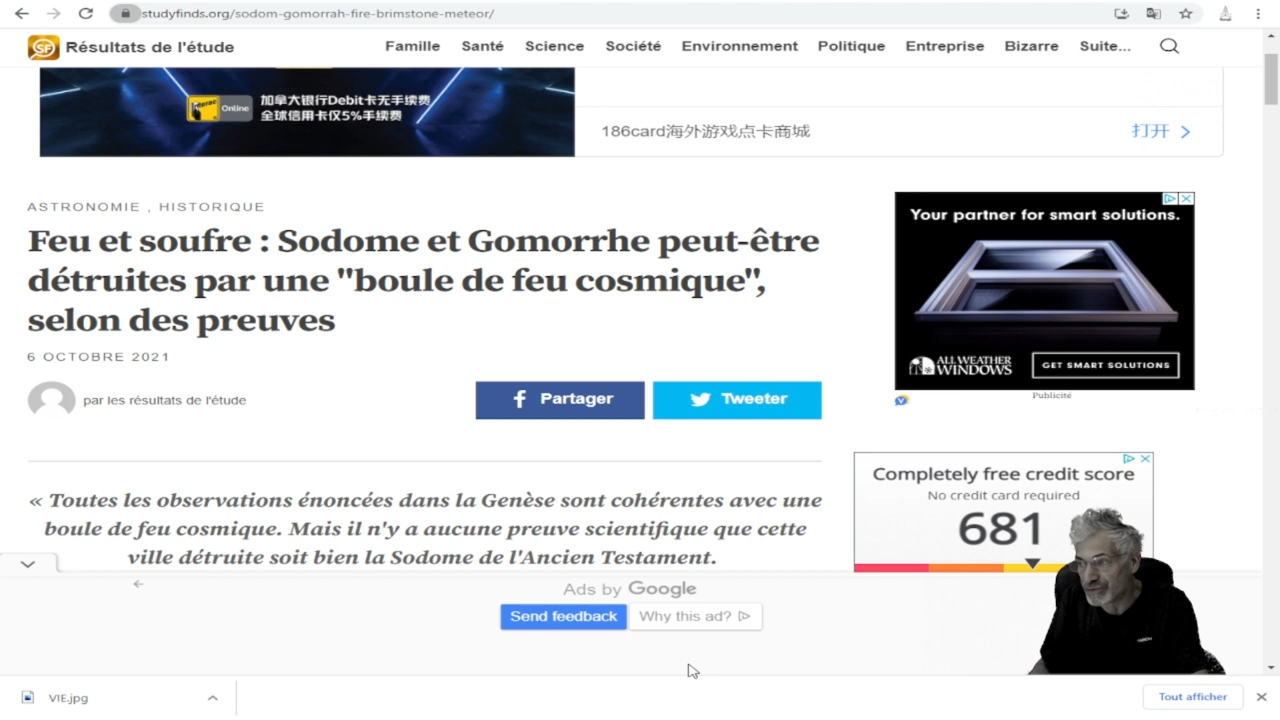 studyfinds.org/sodom-gomorrah-fire-brimstone-meteor/
SF Résultats de l'étude
Famille Santé Science Société Environnement Politique Entreprise Bizarre Suite...
Interac Online
加拿大银行Debit卡无手续费
全球信用卡仅5%手续费
186card海外游戏点卡商城
打开
ASTRONOMIE , HISTORIQUE
Feu et soufre : Sodome et Gomorrhe peut-être
détruites par une "boule de feu cosmique",
selon des preuves
6 OCTOBRE 2021
par les résultats de l'étude
Partager
Tweeter
Your partner for smart solutions.
ALL WEATHER
WINDOWS
GET SMART SOLUTIONS
Publicité
« Toutes les observations énoncées dans la Genèse sont cohérentes avec une
boule de feu cosmique. Mais il n'y a aucune preuve scientifique que cette
ville détruite soit bien la Sodome de l'Ancien Testament.
Completely free credit score
No credit card required
681
Ads by Google
Send feedback
Why this ad?
VIE.jpg
Tout afficher